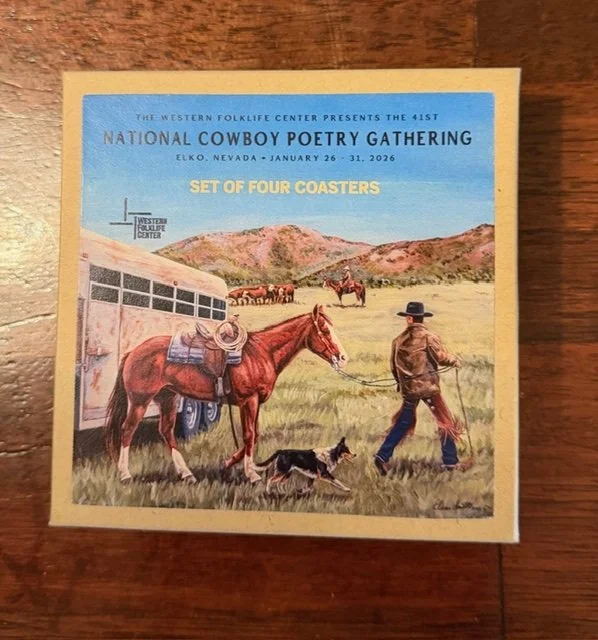 THE WESTERN FOLKLIFE CENTER PRESENTS THE 41ST
NATIONAL COWBOY POETRY GATHERING
ELKO, NEVADA • JANUARY 26 - 31, 2026
SET OF FOUR COASTERS
WESTERN
FOLKLIFE
CENTER